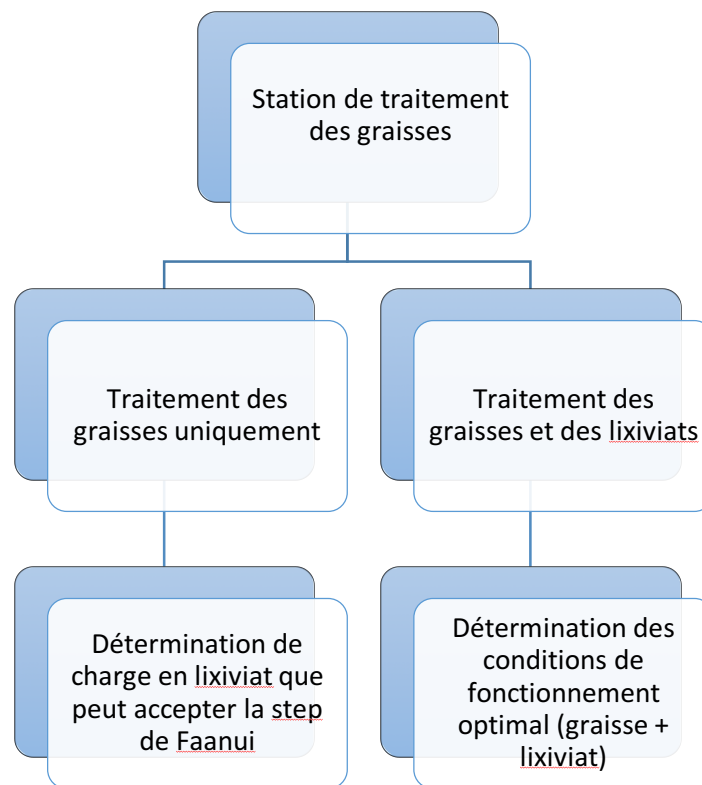 Station de traitement
des graisses
Traitement des
graisses uniquement
Traitement des
graisses et des lixiviats
Détermination de
charge en lixiviat que
peut accepter la step
de Faanui
Détermination des
conditions de
fonctionnement
optimal (graisse +
lixiviat)